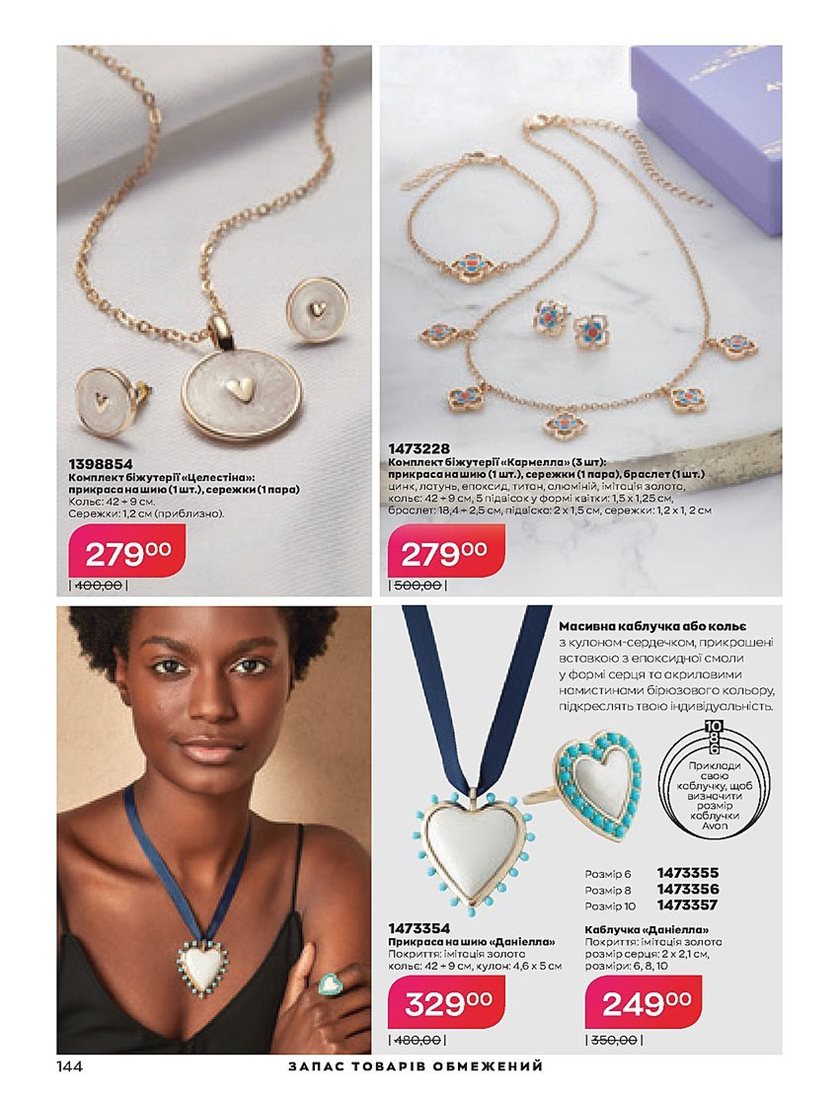 1398854
Комплект біжутерії «Целестіна»:
прикраса на шию (1 шт.), сережки (1 пара)
Кольє: 42 + 9 см.
Сережки: 1,2 см (приблизно).
279⁰⁰
| 400,00 |
1473228
Комплект біжутерії «Кармелла» (3 шт):
прикраса на шию (1 шт.), сережки (1 пара), браслет (1 шт.)
цинк, латунь, епоксид, титан, алюміній, імітація золота,
кольє: 42 + 9 см, 5 підвісок у формі квітки: 1,5 х 1,25 см,
браслет: 18,4 + 2,5 см, підвіска: 2 х 1,5 см, сережки: 1,2 х 1, 2 см
279⁰⁰
| 500,00 |
Масивна каблучка або кольє
з кулоном-сердечком, прикрашені
вставкою з епоксидної смоли
у формі серця та акриловими
намистинами бірюзового кольору,
підкреслять твою індивідуальність.
10
8
6
Приклади
свою
каблучку, щоб
визначити
розмір
каблучки
Avon
Розмір 6 1473355
Розмір 8 1473356
Розмір 10 1473357
1473354
Прикраса на шию «Даніелла»
Покриття: імітація золота
кольє: 42 + 9 см, кулон: 4,6 х 5 см
329⁰⁰
| 480,00 |
Каблучка «Даніелла»
Покриття: імітація золота
розмір серця: 2 х 2,1 см,
розміри: 6, 8, 10
249⁰⁰
| 350,00 |
144
ЗАПАС ТОВАРІВ ОБМЕЖЕНИЙ